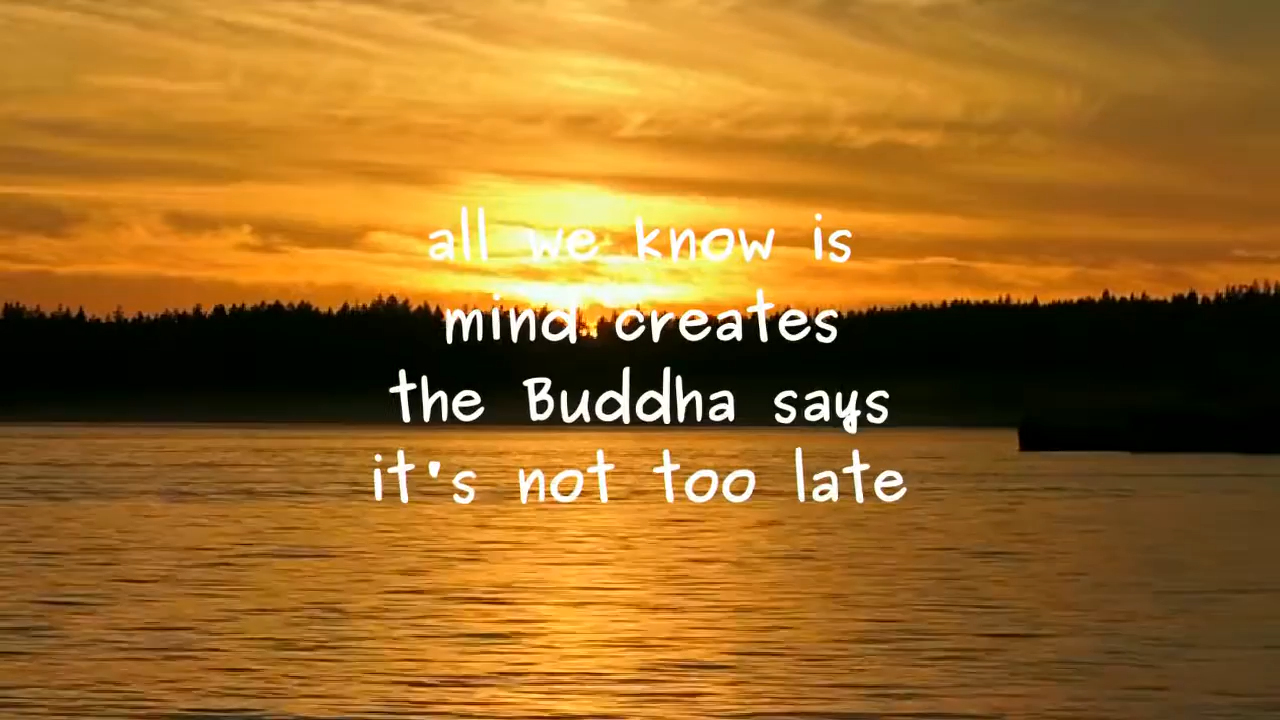 all we know is
mind creates
the Buddha says
it's not too late